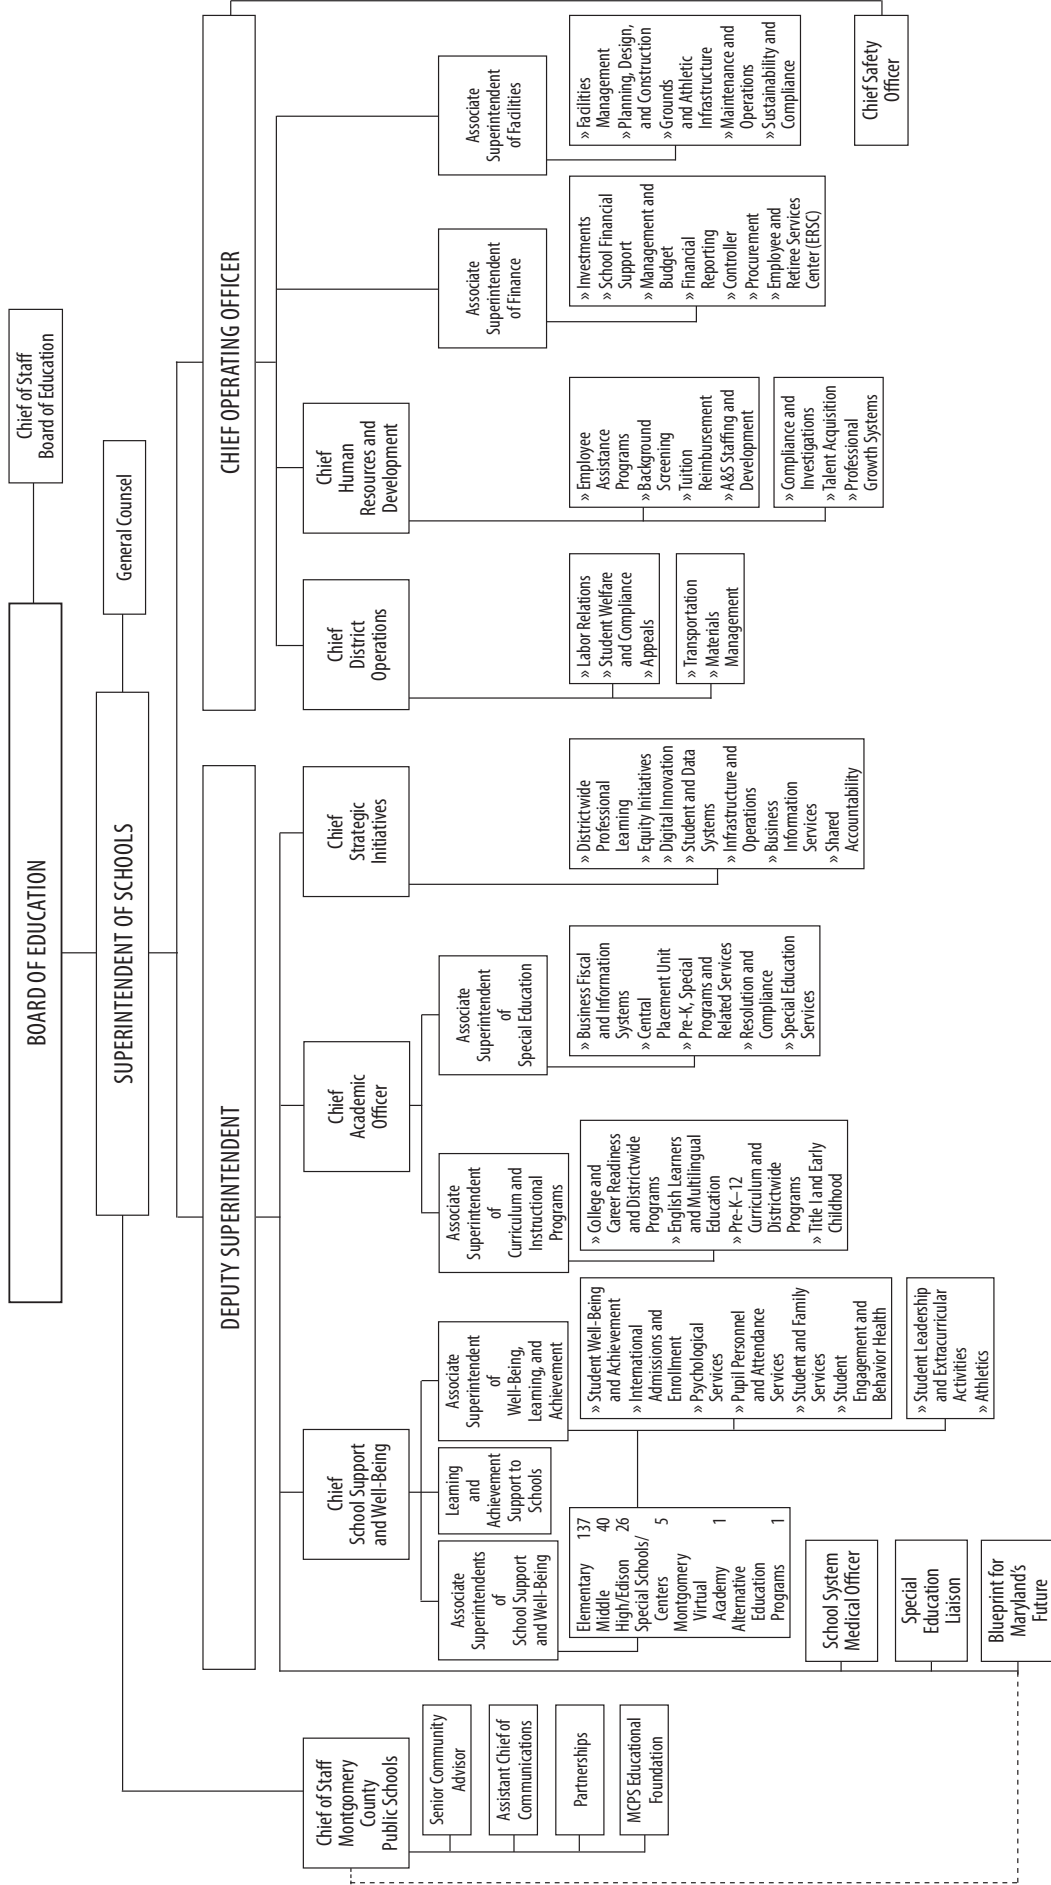 BOARD OF EDUCATION
Chief of Staff
Board of Education
SUPERINTENDENT OF SCHOOLS
General Counsel
Chief of Staff
Montgomery
County
Public Schools
Senior Community
Advisor
Assistant Chief of
Communications
Partnerships
MCPS Educational
Foundation
DEPUTY SUPERINTENDENT
Chief
School Support
and Well-Being
Associate
Superintendents
of
School Support
and Well-Being
Elementary 137
Middle 40
High/Edison 26
Special Schools/
Centers 5
Montgomery
Virtual
Academy 1
Alternative
Education
Programs 1
Learning
and
Achievement
Support to
Schools
Associate
Superintendent
of
Well-Being,
Learning, and
Achievement
» Student Well-Being
and Achievement
» International
Admissions and
Enrollment
» Psychological
Services
» Pupil Personnel
and Attendance
Services
» Student and Family
Services
» Student
Engagement and
Behavior Health
» Student Leadership
and Extracurricular
Activities
» Athletics
School System
Medical Officer
Special
Education
Liaison
Blueprint for
Maryland's
Future
Chief
Academic
Officer
Associate
Superintendent
of
Curriculum and
Instructional
Programs
» College and
Career Readiness
and Districtwide
Programs
» English Learners
and Multilingual
Education
» Pre-K–12
Curriculum and
Districtwide
Programs
» Title I and Early
Childhood
Associate
Superintendent
of
Special Education
» Business Fiscal
and Information
Systems
» Central
Placement Unit
» Pre-K, Special
Programs and
Related Services
» Resolution and
Compliance
» Special Education
Services
Chief
Strategic
Initiatives
» Districtwide
Professional
Learning
» Equity Initiatives
» Digital Innovation
» Student and Data
Systems
» Infrastructure and
Operations
» Business
Information
Services
» Shared
Accountability
CHIEF OPERATING OFFICER
Chief
District
Operations
» Labor Relations
» Student Welfare
and Compliance
» Appeals
» Transportation
» Materials
Management
Chief
Human
Resources and
Development
» Employee
Assistance
Programs
» Background
Screening
» Tuition
Reimbursement
» A&S Staffing and
Development
» Compliance and
Investigations
» Talent Acquisition
» Professional
Growth Systems
Associate
Superintendent
of Finance
» Investments
» School Financial
Support
» Management and
Budget
» Financial
Reporting
» Controller
» Procurement
» Employee and
Retiree Services
Center (ERSC)
Associate
Superintendent
of Facilities
» Facilities
Management
» Planning, Design,
and Construction
» Grounds
and Athletic
Infrastructure
» Maintenance and
Operations
» Sustainability and
Compliance
Chief Safety
Officer